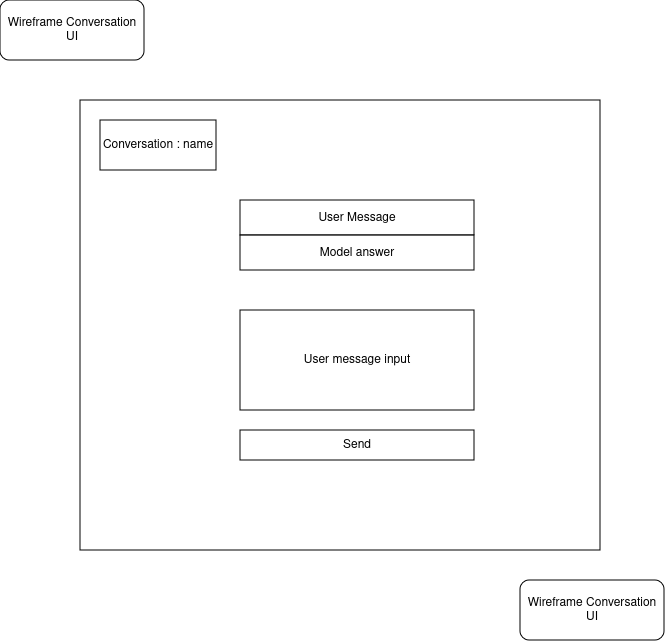 Wireframe Conversation
UI
Conversation : name
User Message
Model answer
User message input
Send
Wireframe Conversation
UI